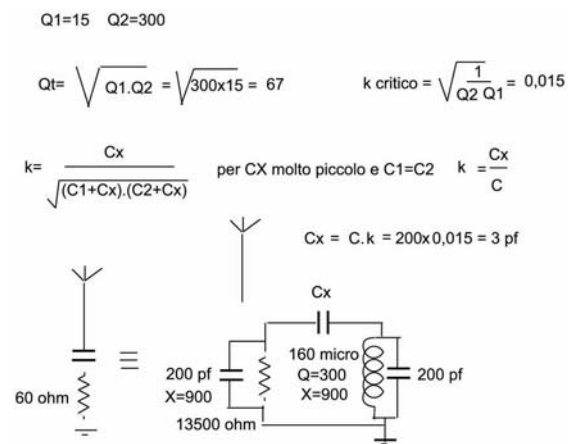 Q1=15 Q2=300
Qt= √Q1.Q2 = √300x15 = 67
k critico = √1/Q2 Q1 = 0,015
k= Cx/√(C1+Cx).(C2+Cx) per CX molto piccolo e C1=C2 k = Cx/C
Cx = C.k = 200x0,015 = 3 pf
Cx
200 pf
X=900
160 micro
Q=300
X=900
200 pf
60 ohm
13500 ohm